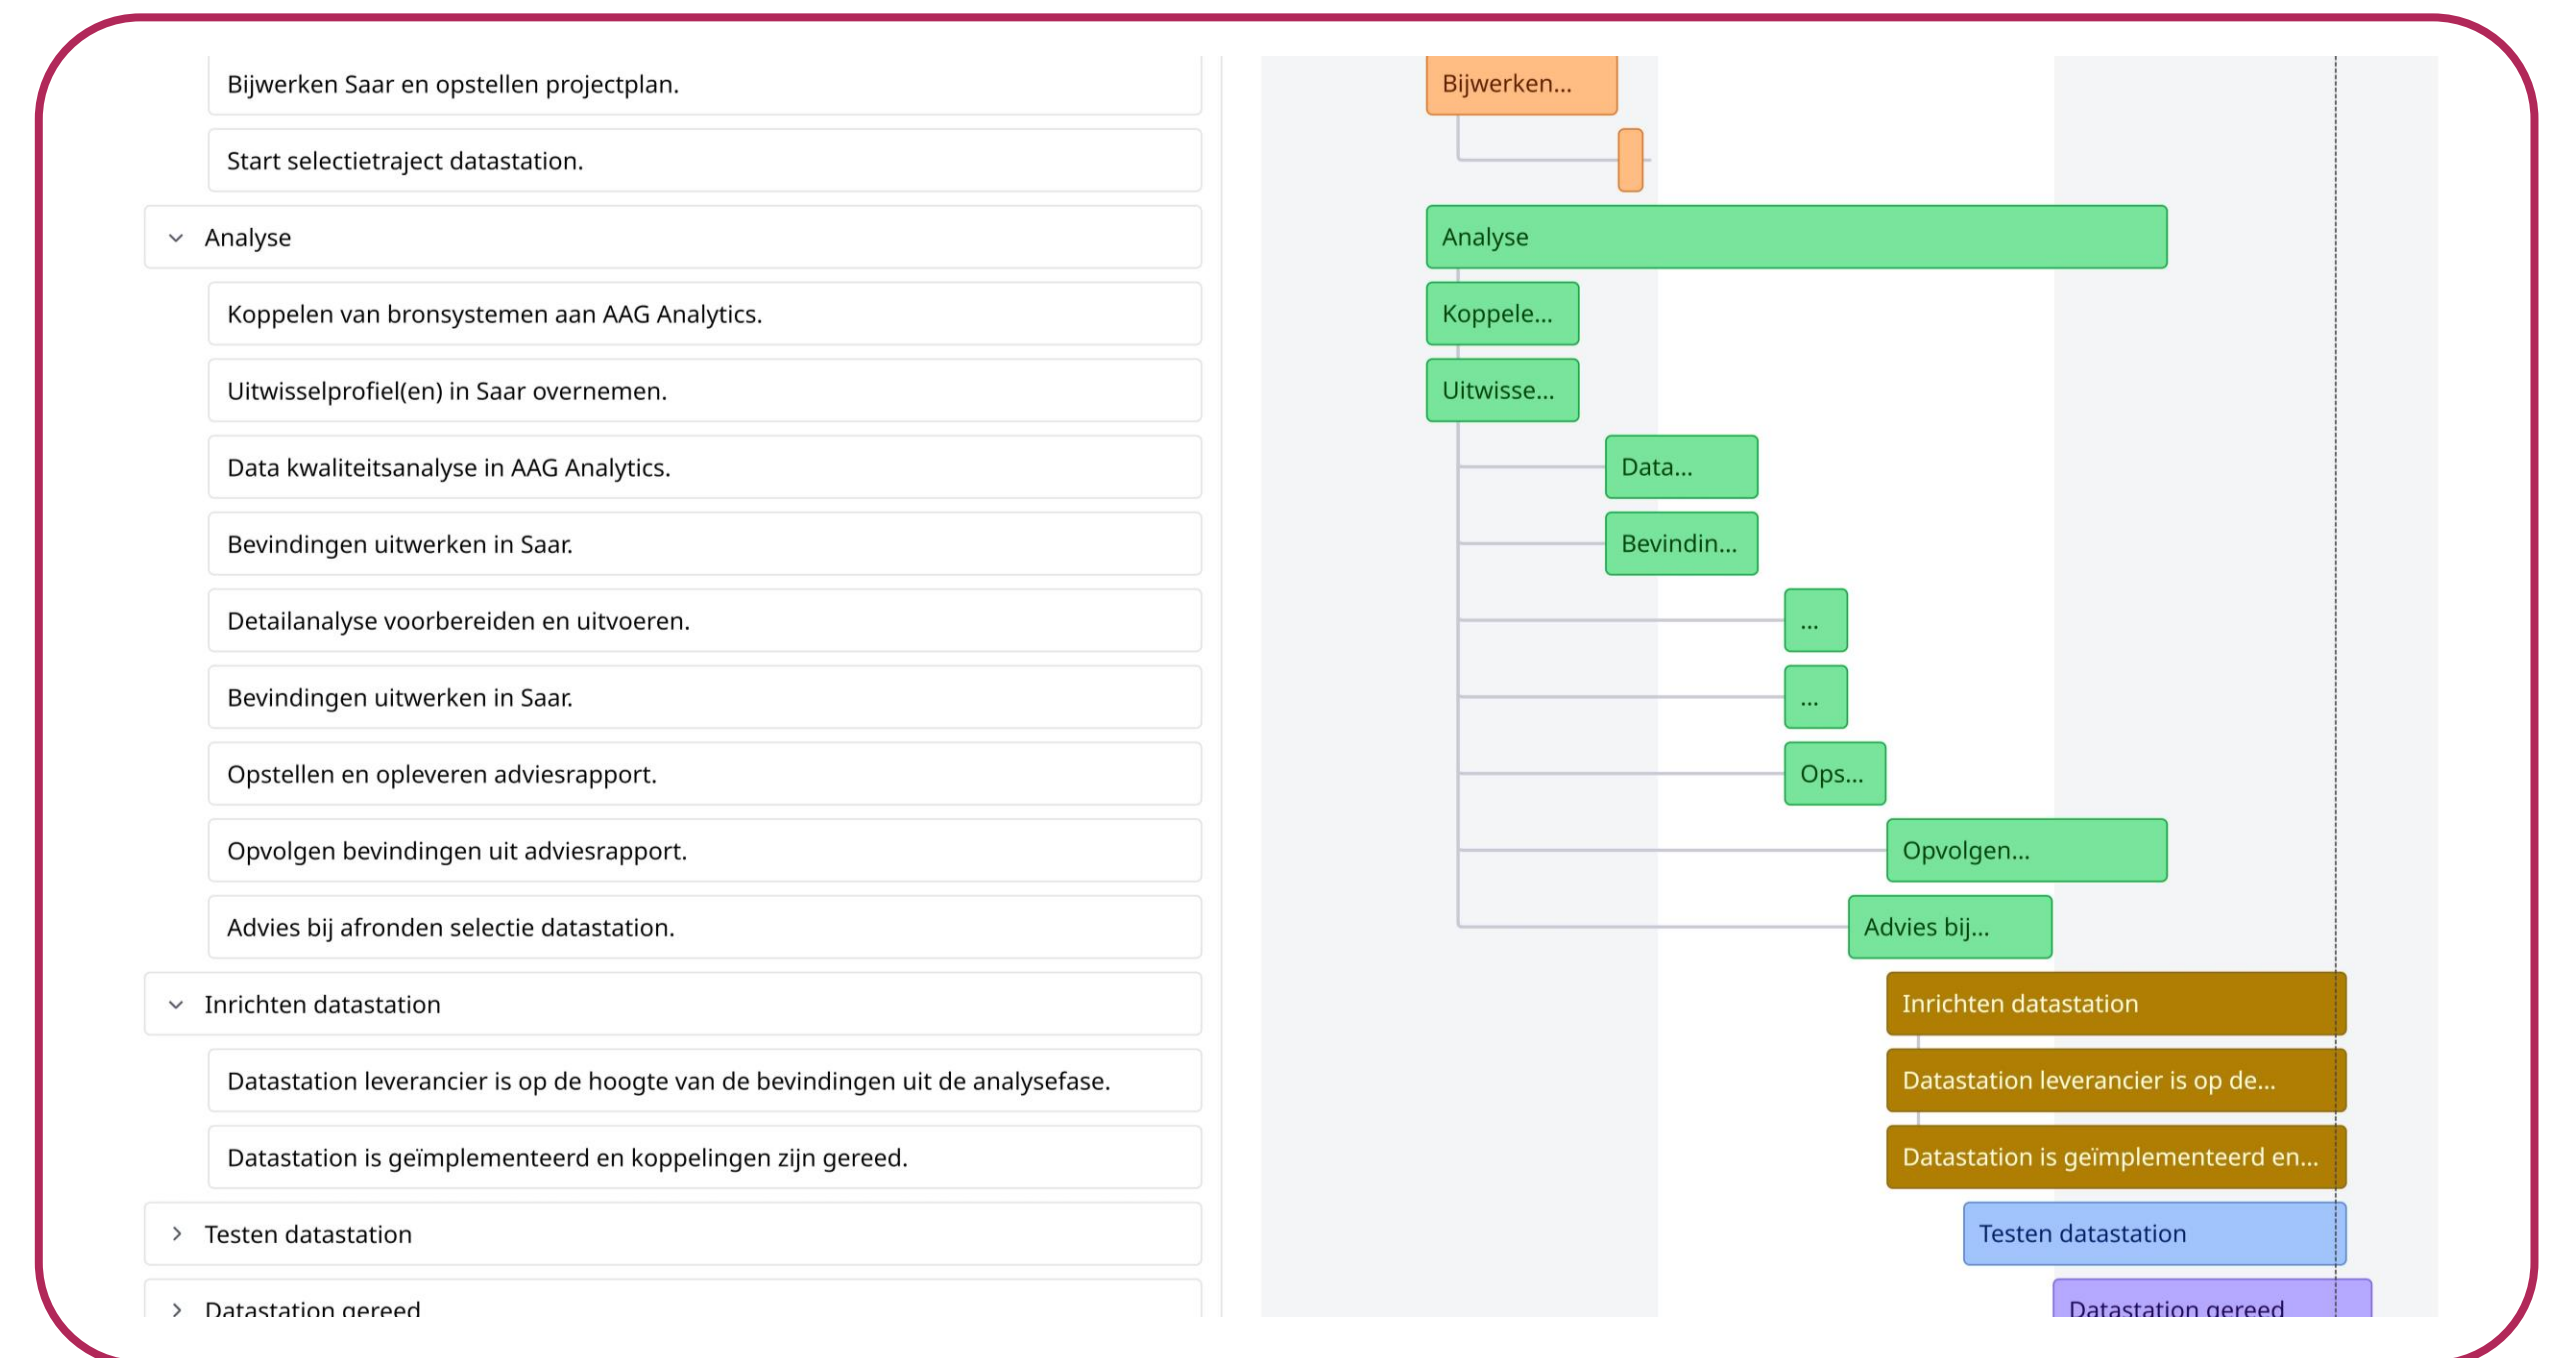 Bijwerken Saar en opstellen projectplan.
Bijwerken...
Start selectietraject datastation.
Analyse
Analyse
Koppelen van bronsystemen aan AAG Analytics.
Koppele...
Uitwisselprofiel(en) in Saar overnemen.
Uitwisse...
Data kwaliteitsanalyse in AAG Analytics.
Data...
Bevindingen uitwerken in Saar.
Bevindin...
Detailanalyse voorbereiden en uitvoeren.
...
Bevindingen uitwerken in Saar.
...
Opstellen en opleveren adviesrapport.
Ops...
Opvolgen bevindingen uit adviesrapport.
Opvolgen...
Advies bij afronden selectie datastation.
Advies bij...
Inrichten datastation
Inrichten datastation
Datastation leverancier is op de hoogte van de bevindingen uit de analysefase.
Datastation leverancier is op de...
Datastation is geïmplementeerd en koppelingen zijn gereed.
Datastation is geïmplementeerd en...
Testen datastation
Testen datastation
Datastation gereed
Datastation gereed